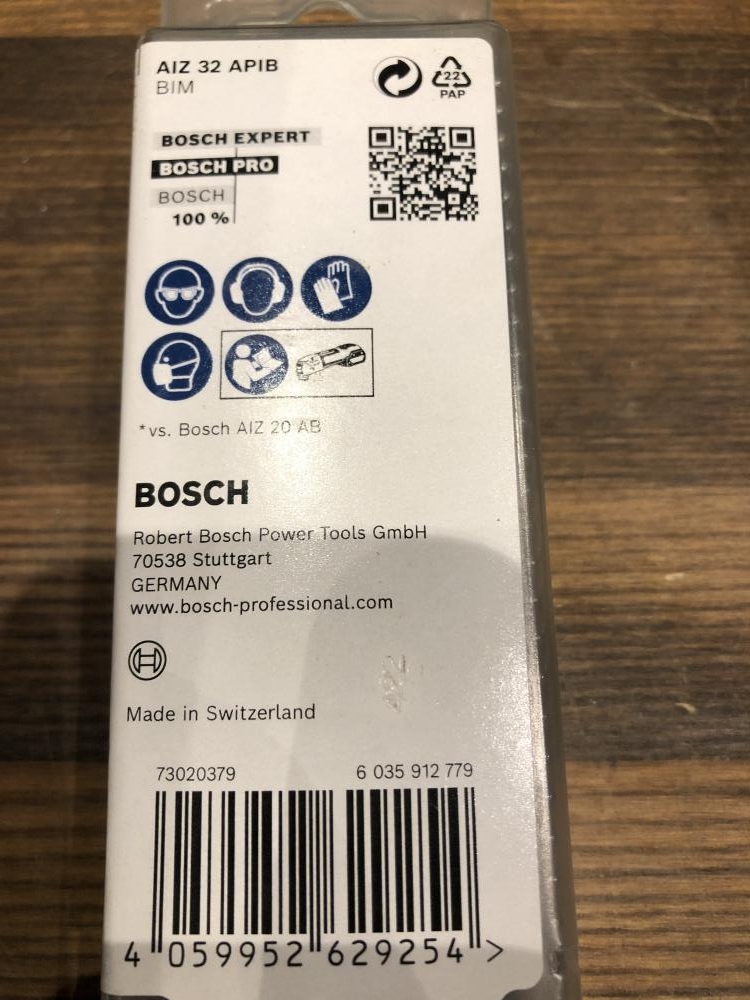 AIZ 32 APIB
BIM
22
PAP
BOSCH EXPERT
BOSCH PRO
BOSCH
100 %
*vs. Bosch AIZ 20 AB
BOSCH
Robert Bosch Power Tools GmbH
70538 Stuttgart
GERMANY
www.bosch-professional.com
Made in Switzerland
73020379 6 035 912 779
4 059952 629254 >